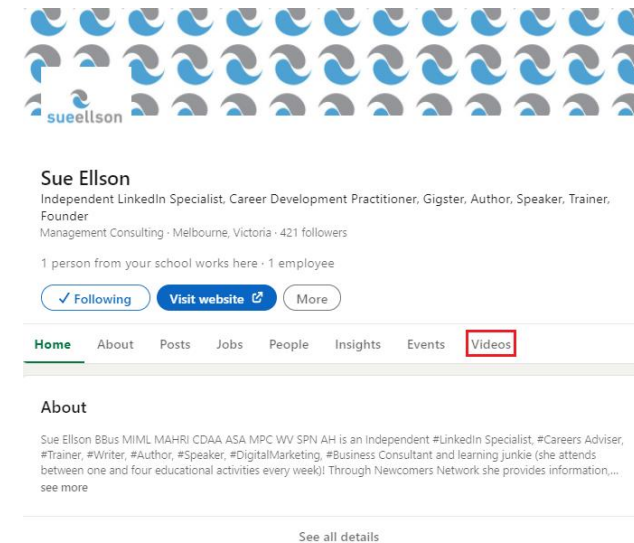 sueellson
Sue Ellson
Independent LinkedIn Specialist, Career Development Practitioner, Gigster, Author, Speaker, Trainer,
Founder
Management Consulting · Melbourne, Victoria · 421 followers
1 person from your school works here · 1 employee
✓ Following Visit website More
Home About Posts Jobs People Insights Events Videos
About
Sue Ellson BBus MIML MAHRI CDAA ASA MPC WV SPN AH is an Independent #LinkedIn Specialist, #Careers Adviser,
#Trainer, #Writer, #Author, #Speaker, #DigitalMarketing, #Business Consultant and learning junkie (she attends
between one and four educational activities every week)! Through Newcomers Network she provides information,...
see more
See all details